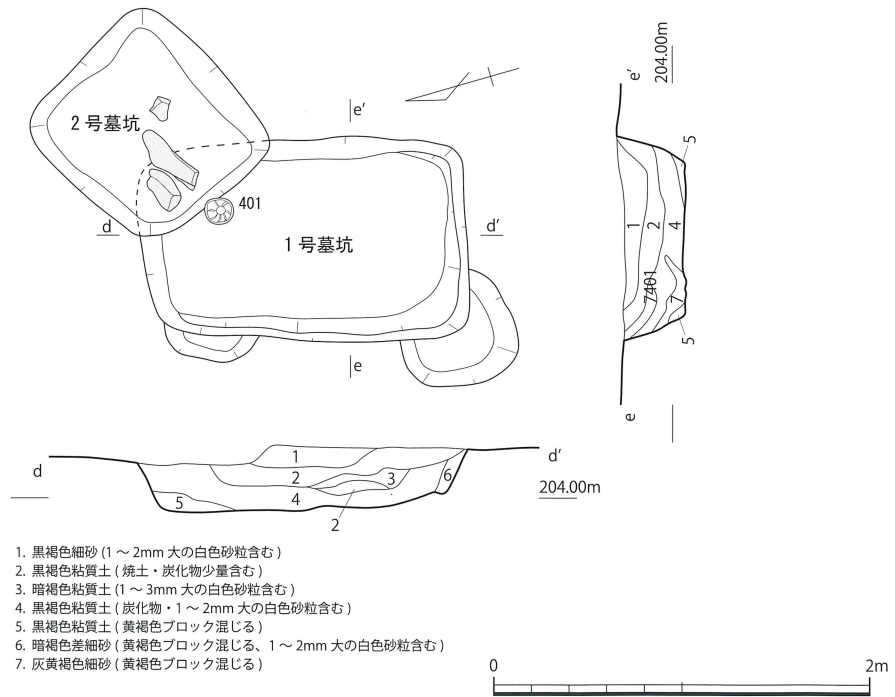 204.00m
e'
2号墓坑
e'
401
5
d
1号墓坑
d'
1
2
4
7401
7
5
e
e
d
1
d'
2
3
6
204.00m
5
4
2
1. 黒褐色細砂 (1 ～ 2mm 大の白色砂粒含む )
2. 黒褐色粘質土 ( 焼土・炭化物少量含む )
3. 暗褐色粘質土 (1 ～ 3mm 大の白色砂粒含む )
4. 黒褐色粘質土 ( 炭化物・1 ～ 2mm 大の白色砂粒含む )
5. 黒褐色粘質土 ( 黄褐色ブロック混じる )
6. 暗褐色差細砂 ( 黄褐色ブロック混じる、1 ～ 2mm 大の白色砂粒含む )
7. 灰黄褐色細砂 ( 黄褐色ブロック混じる )
0
2m